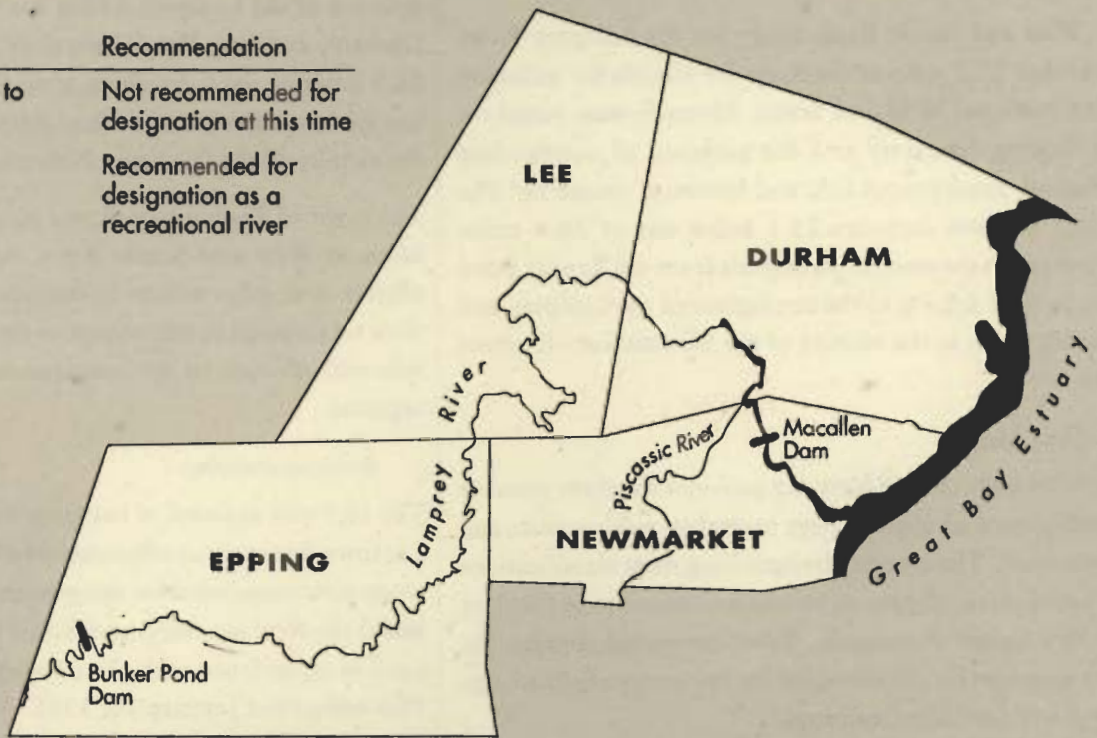 Recommendation
to
Not recommended for
designation at this time
Recommended for
designation as a
recreational river
LEE
DURHAM
Lamprey River
Piscassic River
Macallen
Dam
NEWMARKET
Great Bay Estuary
EPPING
Bunker Pond
Dam